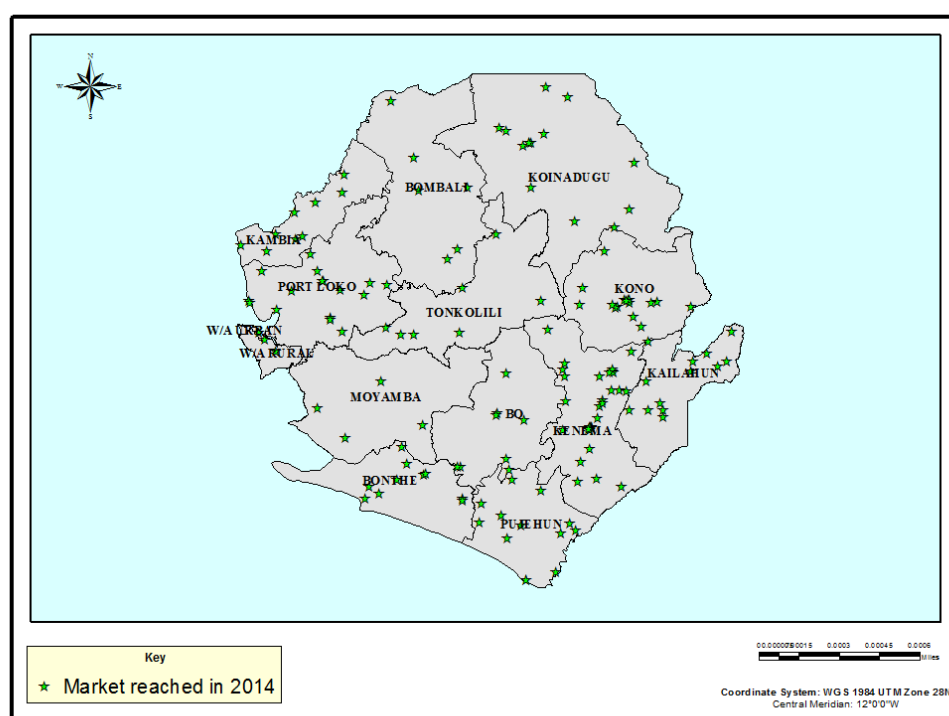 N
W
E
S
KOINADUGU
BOMBALI
KAMBIA
PORT LOKO
KONO
TONKOLILI
W/A URBAN
W/A RURAL
KAILAHUN
MOYAMBA
BO
KENEMA
BONTHE
PUJEHUN
Key
Market reached in 2014
0.0003 0.00045 0.0006
Miles
Coordinate System: WGS 1984 UTM Zone 28N
Central Meridian: 12°0'0"W